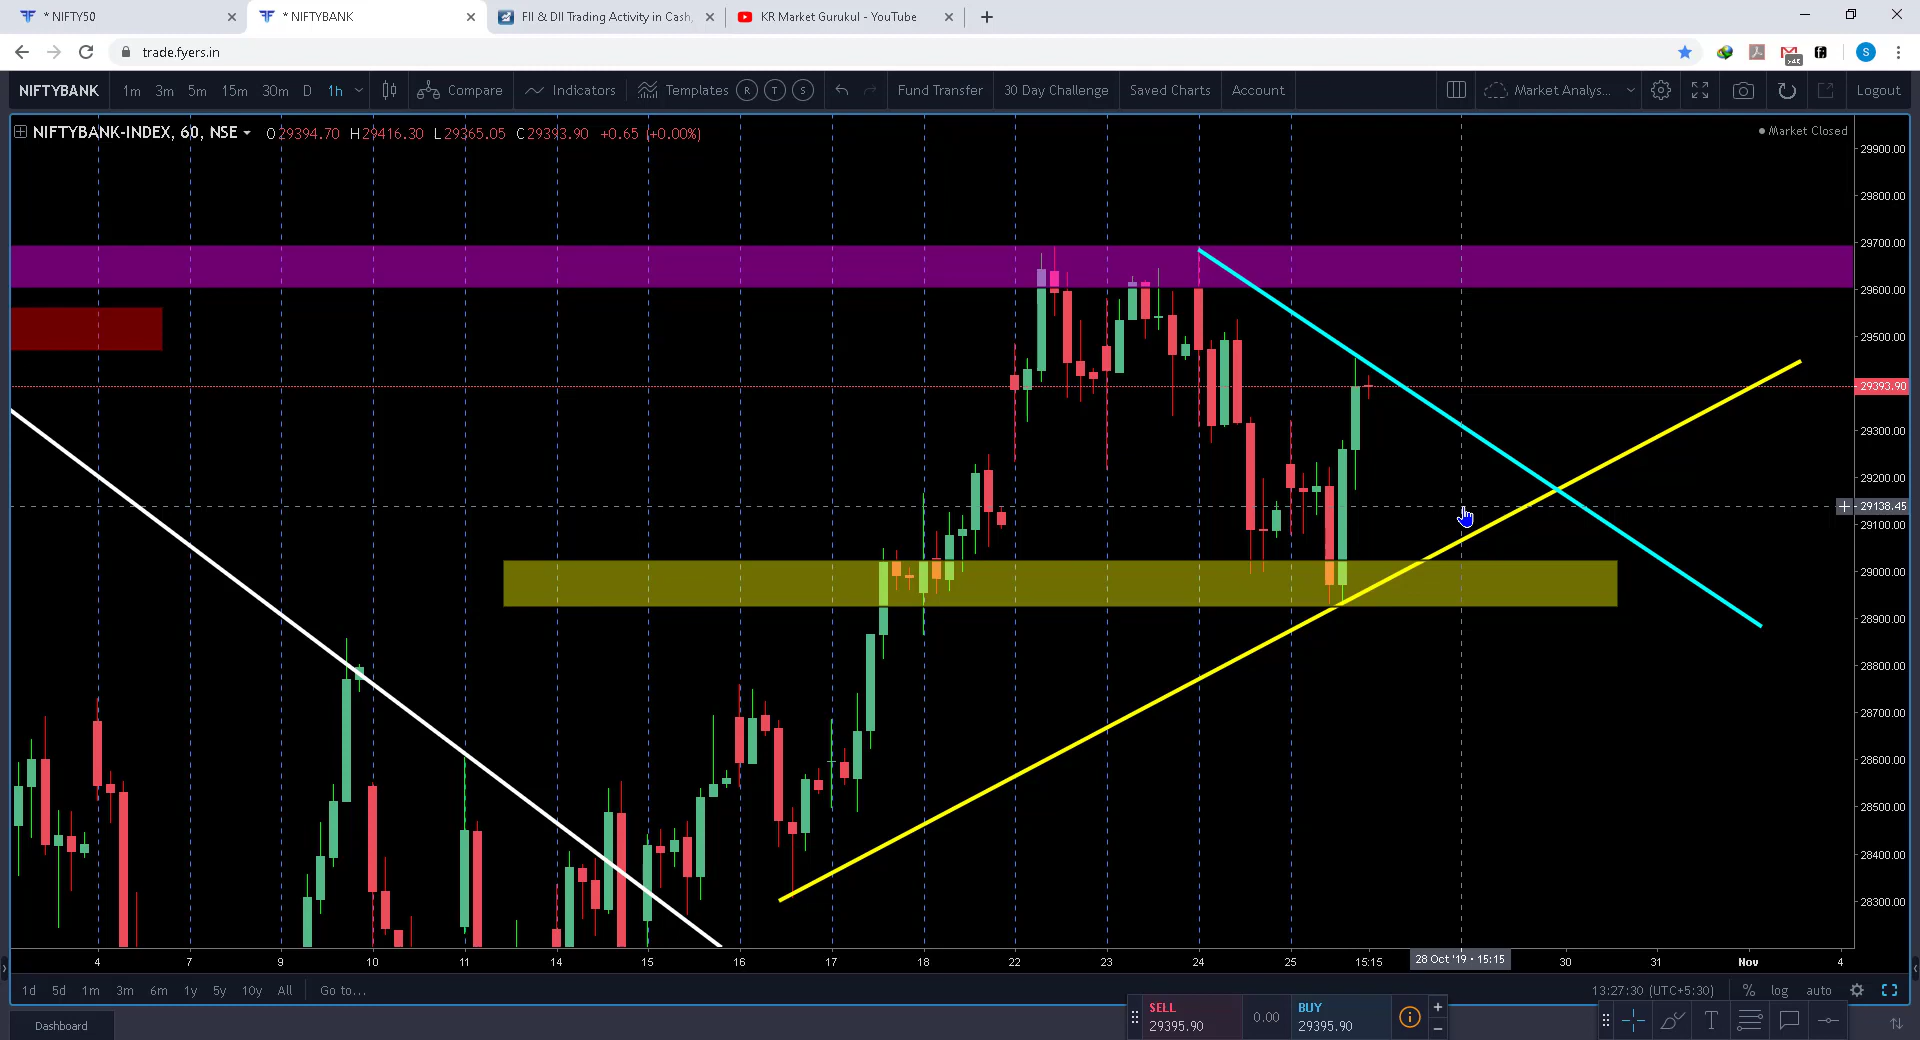 * NIFTY50
* NIFTYBANK
FII & DII Trading Activity in Cash,
KR Market Gurukul - YouTube
trade.fyers.in
S
NIFTYBANK 1m 3m 5m 15m 30m D 1h Compare Indicators Templates R T S Fund Transfer 30 Day Challenge Saved Charts Account Market Analys... Logout
NIFTYBANK-INDEX, 60, NSE O29394.70 H29416.30 L29365.05 C29393.90 +0.65 (+0.00%)
Market Closed
29900.00
29800.00
29700.00
29600.00
29500.00
29393.90
29300.00
29200.00
29138.45
29100.00
29000.00
28900.00
28800.00
28700.00
28600.00
28500.00
28400.00
28300.00
4 7 9 10 11 14 15 16 17 18 22 23 24 25 15:15 28 Oct '19 - 15:15 30 31 Nov 4
1d 5d 1m 3m 6m 1y 5y 10y All Go to... 13:27:30 (UTC+5:30) % log auto
SELL
29395.90
0.00
BUY
29395.90
Dashboard